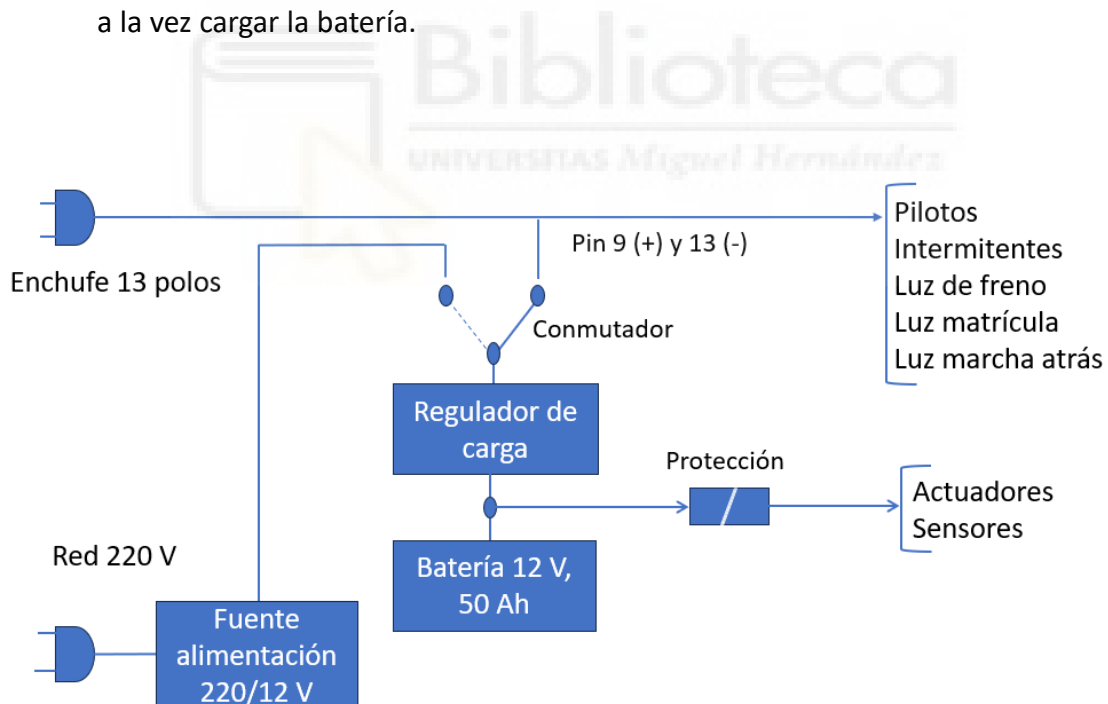 a la vez cargar la batería.
Biblioteca
UNIVERSITAS Miguel Hernández
Pilotos
Intermitentes
Luz de freno
Luz matrícula
Luz marcha atrás
Pin 9 (+) y 13 (-)
Enchufe 13 polos
Conmutador
Regulador de
carga
Protección
Actuadores
Sensores
Red 220 V
Batería 12 V,
50 Ah
Fuente
alimentación
220/12 V